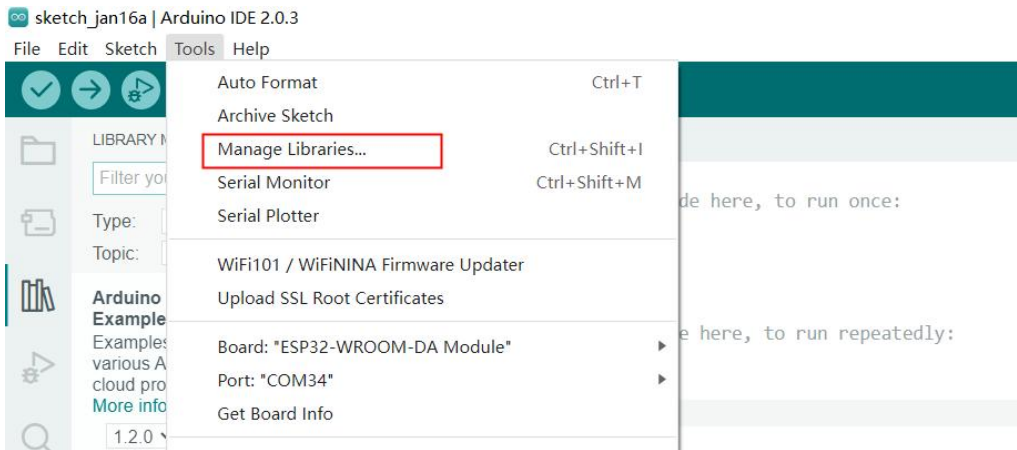 sketch_jan16a | Arduino IDE 2.0.3
File Edit Sketch Tools Help
Auto Format Ctrl+T
Archive Sketch
LIBRARY
Manage Libraries... Ctrl+Shift+I
Filter
Serial Monitor Ctrl+Shift+M
here, to run once:
Type:
Serial Plotter
Topic:
WiFi101 / WiFiNINA Firmware Updater
Arduino
Upload SSL Root Certificates
Example
Examples
here, to run repeatedly:
Board: "ESP32-WROOM-DA Module"
various A
Port: "COM34"
cloud pro
More info
Get Board Info
1.2.0